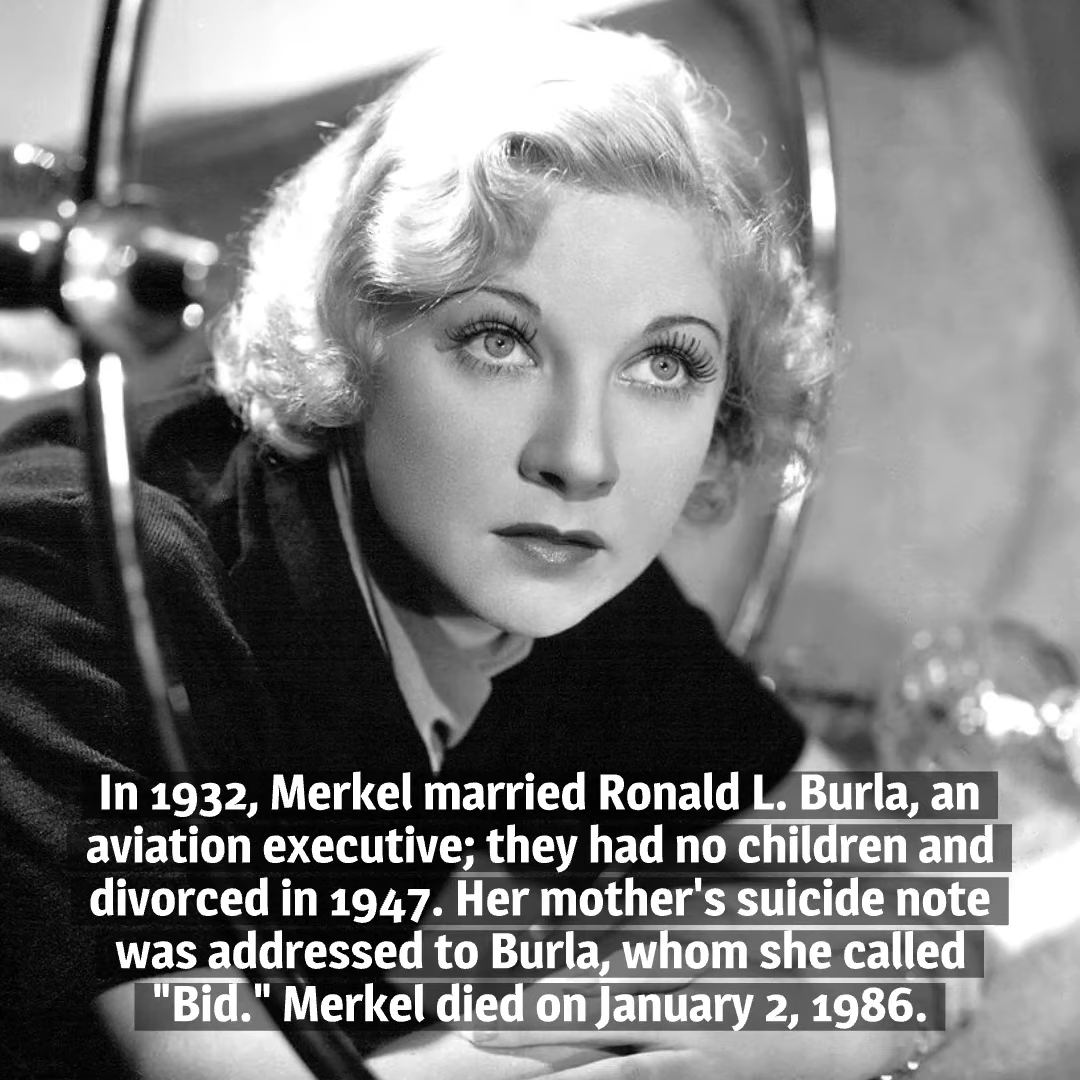 In 1932, Merkel married Ronald L. Burla, an
aviation executive; they had no children and
divorced in 1947. Her mother's suicide note
was addressed to Burla, whom she called
"Bid." Merkel died on January 2, 1986.